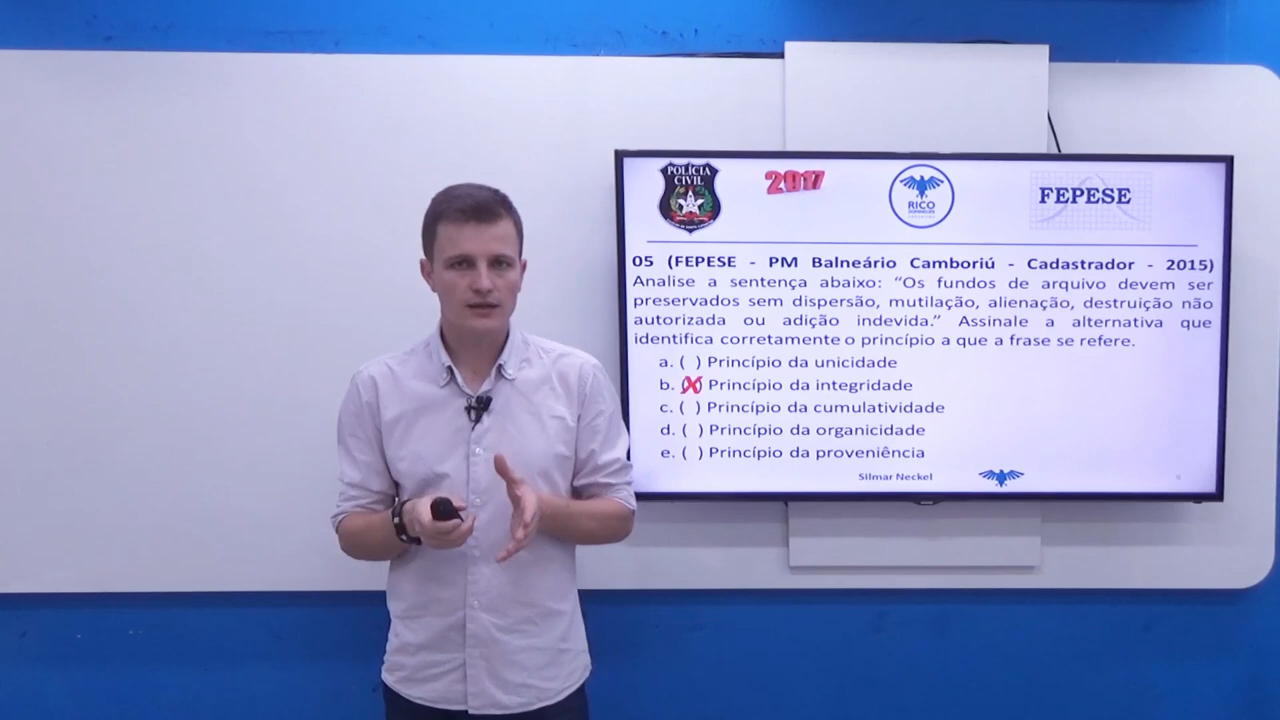 POLÍCIA
CIVIL
2017
RICO
DOMINGUES
FEPESE
05 (FEPESE - PM Balneário Camboriú - Cadastrador - 2015)
Analise a sentença abaixo: “Os fundos de arquivo devem ser
preservados sem dispersão, mutilação, alienação, destruição não
autorizada ou adição indevida.” Assinale a alternativa que
identifica corretamente o princípio a que a frase se refere.
a. ( ) Princípio da unicidade
b. (X) Princípio da integridade
c. ( ) Princípio da cumulatividade
d. ( ) Princípio da organicidade
e. ( ) Princípio da proveniência
Silmar Neckel